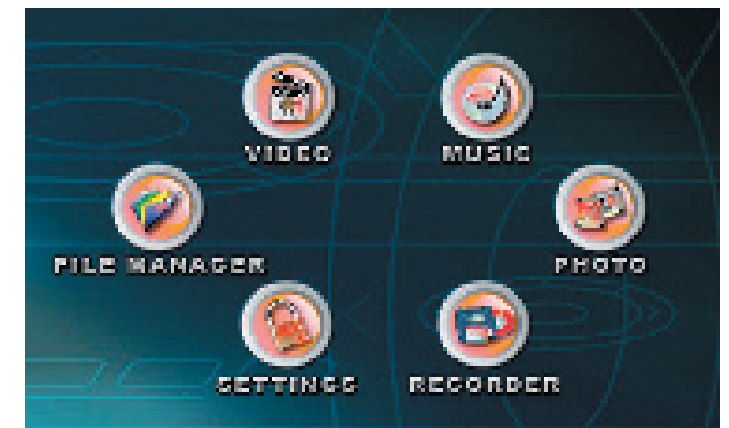 VIDEO
MUSIC
FILE MANAGER
PHOTO
SETTINGS
RECORDER